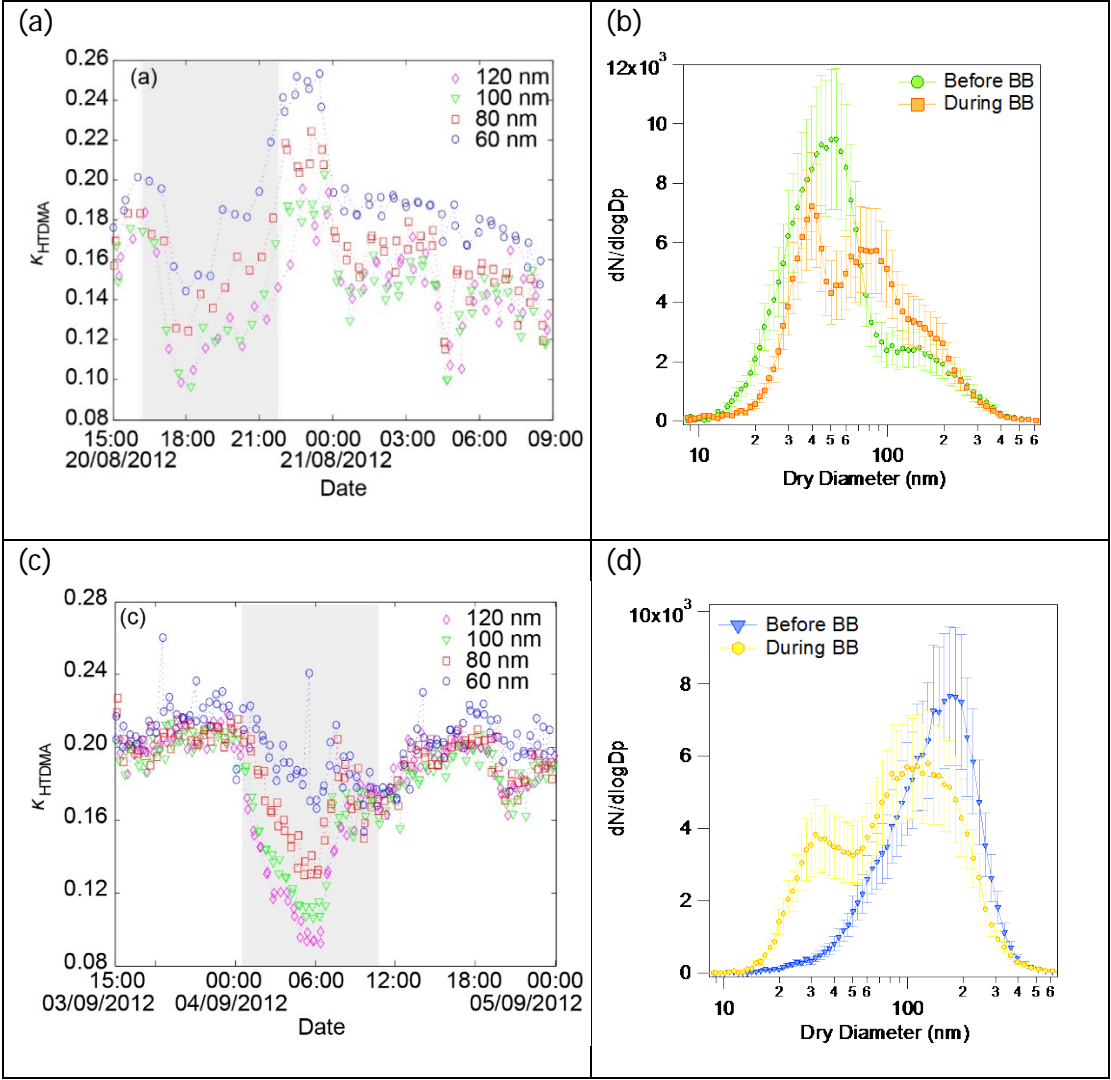 (a)
(a)
120 nm
100 nm
80 nm
60 nm
0.26
0.24
0.22
0.20
0.18
0.16
0.14
0.12
0.10
0.08
κHTDMA
15:00 18:00 21:00 00:00 03:00 06:00 09:00
20/08/2012 21/08/2012
Date
(b)
12x10³
10
8
6
4
2
0
dN/dlogDp
Before BB
During BB
10 2 3 4 5 6 100 2 3 4 5 6
Dry Diameter (nm)
(c)
(c)
120 nm
100 nm
80 nm
60 nm
0.28
0.24
0.20
0.16
0.12
0.08
κHTDMA
15:00 00:00 06:00 12:00 18:00 00:00
03/09/2012 04/09/2012 05/09/2012
Date
(d)
10x10³
8
6
4
2
0
dN/dlogDp
Before BB
During BB
10 2 3 4 5 6 100 2 3 4 5 6
Dry Diameter (nm)